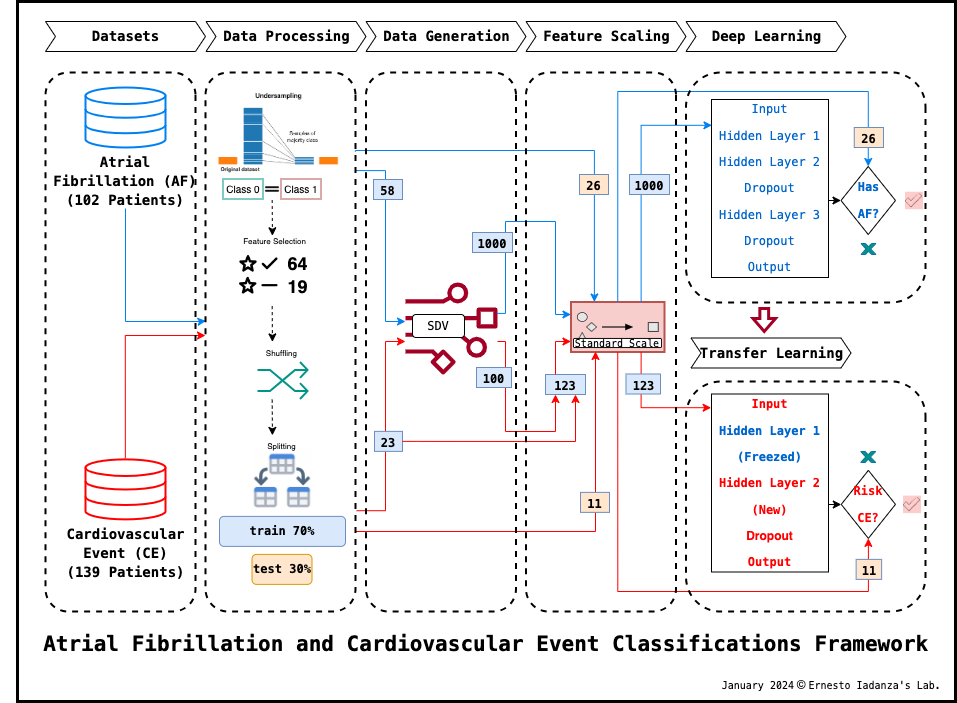 Datasets
Data Processing
Data Generation
Feature Scaling
Deep Learning
Atrial
Fibrillation (AF)
(102 Patients)
Cardiovascular
Event (CE)
(139 Patients)
Undersampling
Samples of
majority class
Original dataset
Class 0
Class 1
Feature Selection
64
19
Shuffling
Splitting
train 70%
test 30%
58
1000
SDV
100
23
26
1000
Standard Scale
123
123
11
Input
Hidden Layer 1
Hidden Layer 2
Dropout
Hidden Layer 3
Dropout
Output
26
Has
AF?
Transfer Learning
Input
Hidden Layer 1
(Freezed)
Hidden Layer 2
(New)
Dropout
Output
Risk
CE?
11
Atrial Fibrillation and Cardiovascular Event Classifications Framework
January 2024 © Ernesto Iadanza's Lab.